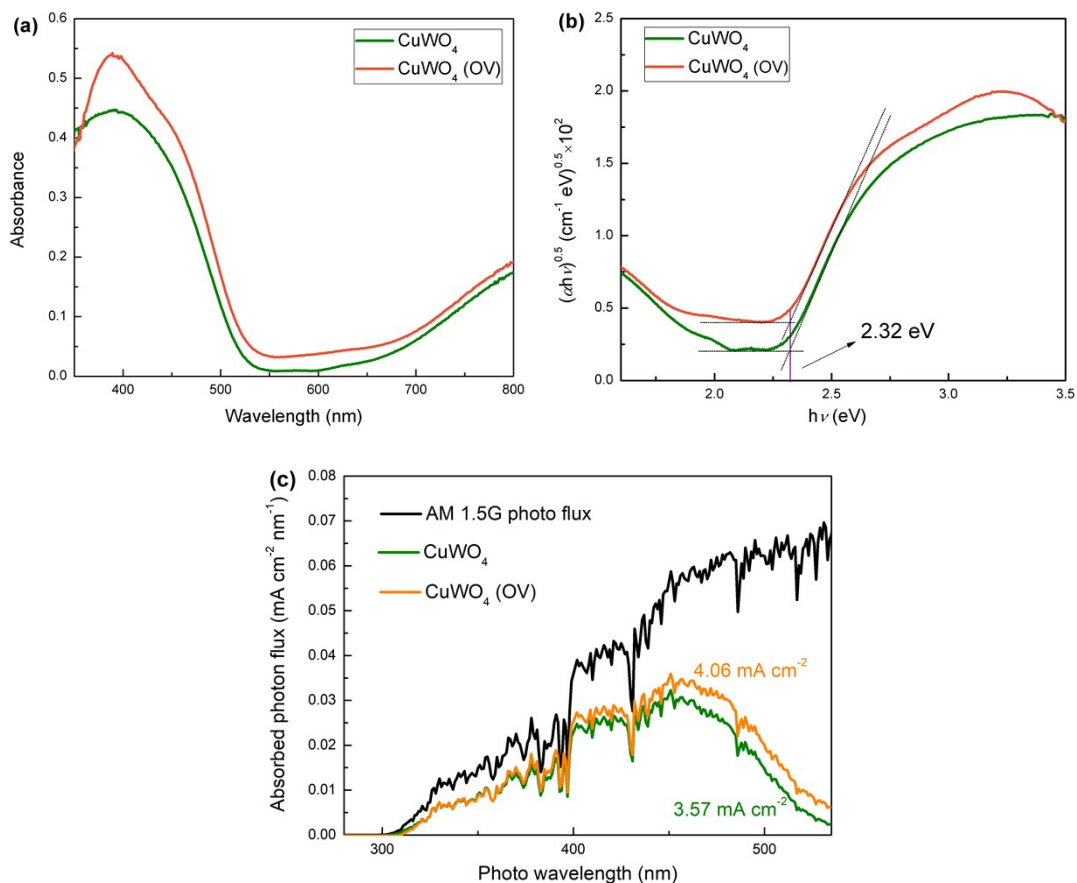 (a)
0.6
0.5
0.4
0.3
0.2
0.1
0.0
Absorbance
CuWO₄
CuWO₄ (OV)
400 500 600 700 800
Wavelength (nm)
(b)
2.5
2.0
1.5
1.0
0.5
0.0
(αhν)^0.5 (cm⁻¹ eV)^0.5×10²
CuWO₄
CuWO₄ (OV)
2.32 eV
2.0 2.5 3.0 3.5
hν (eV)
(c)
0.08
0.07
0.06
0.05
0.04
0.03
0.02
0.01
0.00
Absorbed photon flux (mA cm⁻² nm⁻¹)
AM 1.5G photo flux
CuWO₄
CuWO₄ (OV)
4.06 mA cm⁻²
3.57 mA cm⁻²
300 400 500
Photo wavelength (nm)